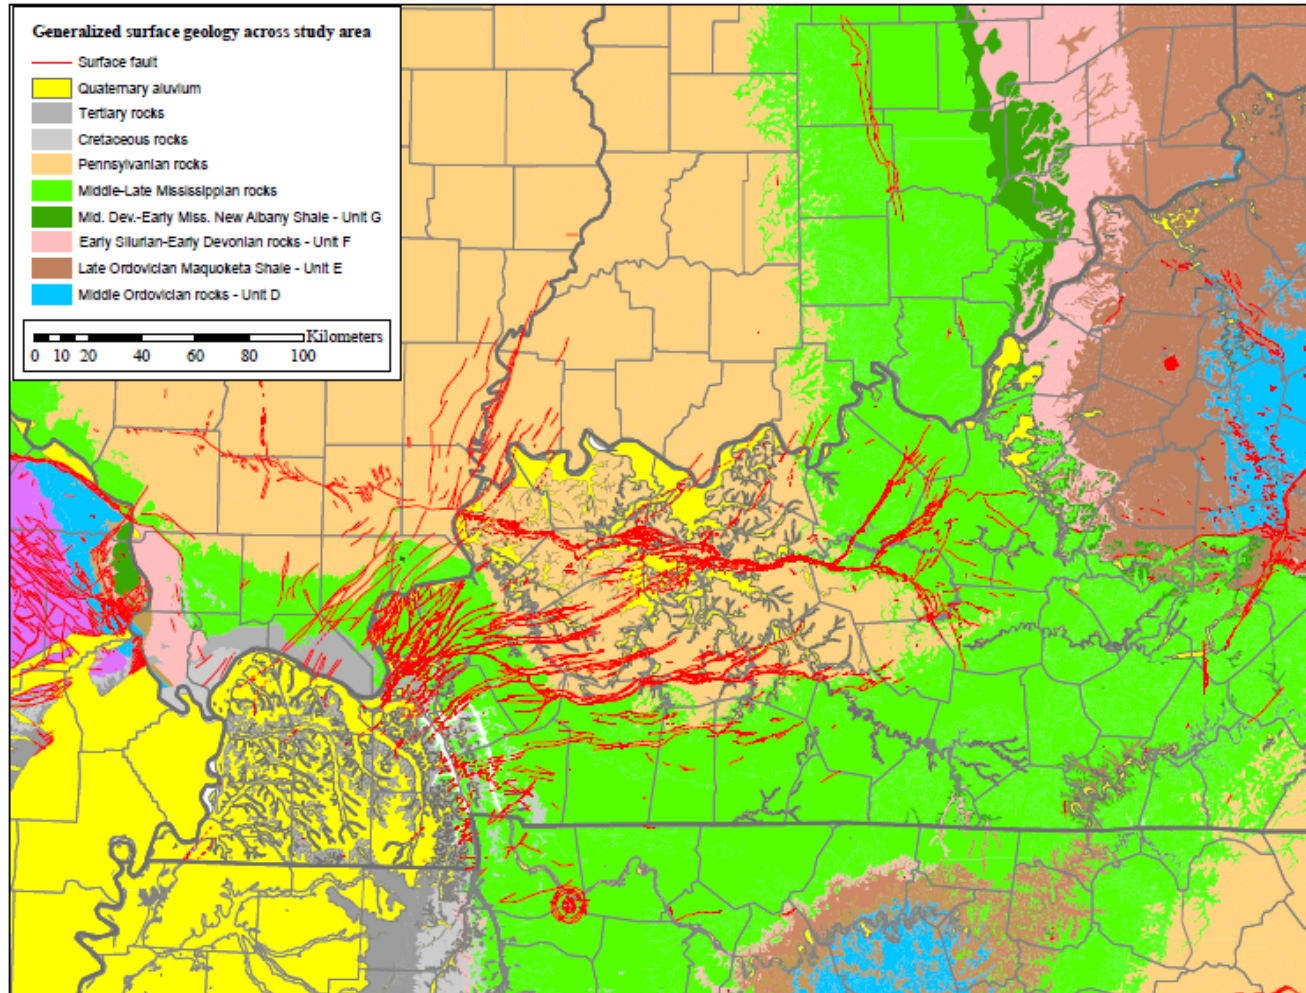 Generalized surface geology across study area
Surface fault
Quaternary aluvium
Tertiary rocks
Cretaceous rocks
Pennsylvanian rocks
Middle-Late Mississippian rocks
Mid. Dev.-Early Miss. New Albany Shale - Unit G
Early Silurian-Early Devonian rocks - Unit F
Late Ordovician Maquoketa Shale - Unit E
Middle Ordovician rocks - Unit D
Kilometers
0 10 20 40 60 80 100